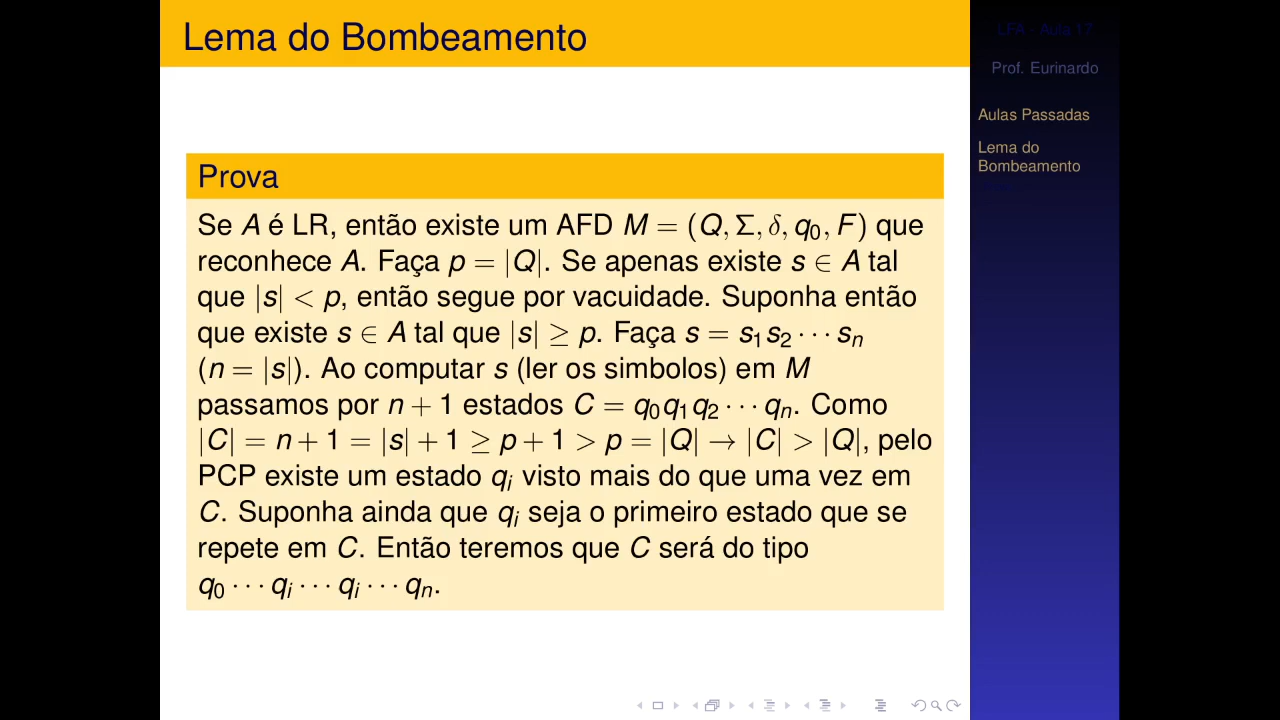 Lema do Bombeamento
Prova
Se A é LR, então existe um AFD M = (Q, Σ, δ, q₀, F) que
reconhece A. Faça p = |Q|. Se apenas existe s ∈ A tal
que |s| < p, então segue por vacuidade. Suponha então
que existe s ∈ A tal que |s| ≥ p. Faça s = s₁s₂ ⋯ sₙ
(n = |s|). Ao computar s (ler os simbolos) em M
passamos por n + 1 estados C = q₀q₁q₂ ⋯ qₙ. Como
|C| = n + 1 = |s| + 1 ≥ p + 1 > p = |Q| → |C| > |Q|, pelo
PCP existe um estado qᵢ visto mais do que uma vez em
C. Suponha ainda que qᵢ seja o primeiro estado que se
repete em C. Então teremos que C será do tipo
q₀ ⋯ qᵢ ⋯ qᵢ ⋯ qₙ.
LFA - Aula 17
Prof. Eurinardo
Aulas Passadas
Lema do
Bombeamento